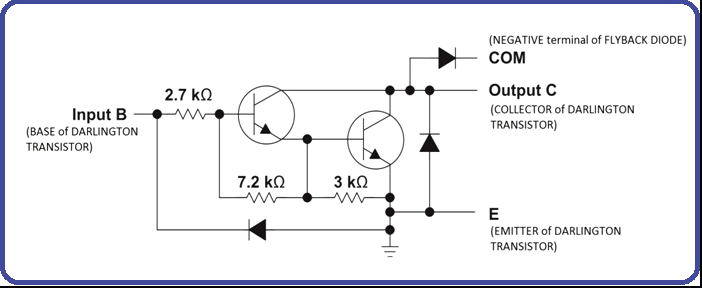 (NEGATIVE terminal of FLYBACK DIODE)
COM
2.7 kΩ
Output C
Input B
(COLLECTOR of DARLINGTON
TRANSISTOR)
(BASE of DARLINGTON
TRANSISTOR)
7.2 kΩ
3 kΩ
E
(EMITTER of DARLINGTON
TRANSISTOR)